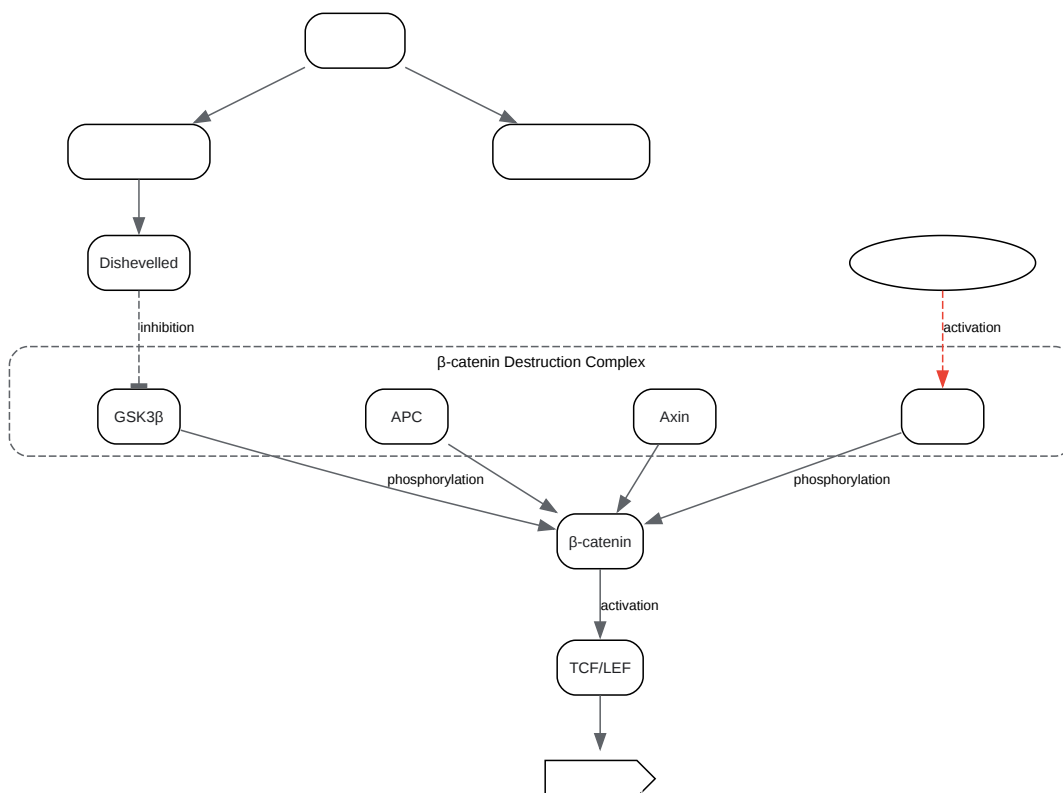 Dishevelled
inhibition
activation
β-catenin Destruction Complex
GSK3β
APC
Axin
phosphorylation
phosphorylation
β-catenin
activation
TCF/LEF